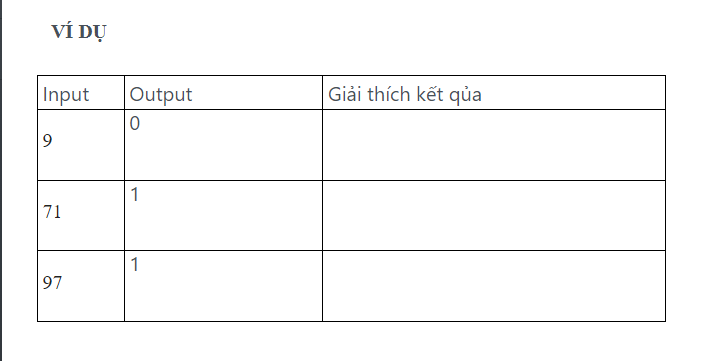 VÍ DỤ
Input Output Giải thích kết qủa
9 0
71 1
97 1